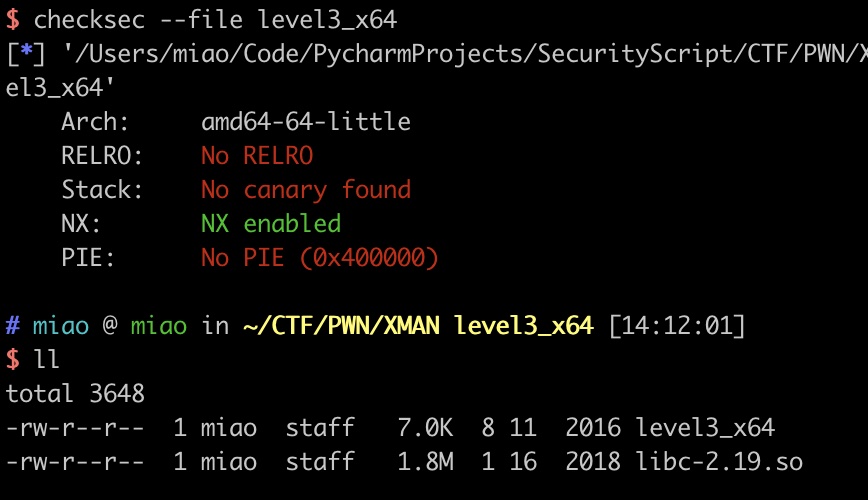 $ checksec --file level3_x64
[*] '/Users/miao/Code/PycharmProjects/SecurityScript/CTF/PWN/X
el3_x64'
    Arch:     amd64-64-little
    RELRO:    No RELRO
    Stack:    No canary found
    NX:       NX enabled
    PIE:      No PIE (0x400000)
# miao @ miao in ~/CTF/PWN/XMAN level3_x64 [14:12:01]
$ ll
total 3648
-rw-r--r--  1 miao  staff   7.0K  8 11  2016 level3_x64
-rw-r--r--  1 miao  staff   1.8M  1 16  2018 libc-2.19.so